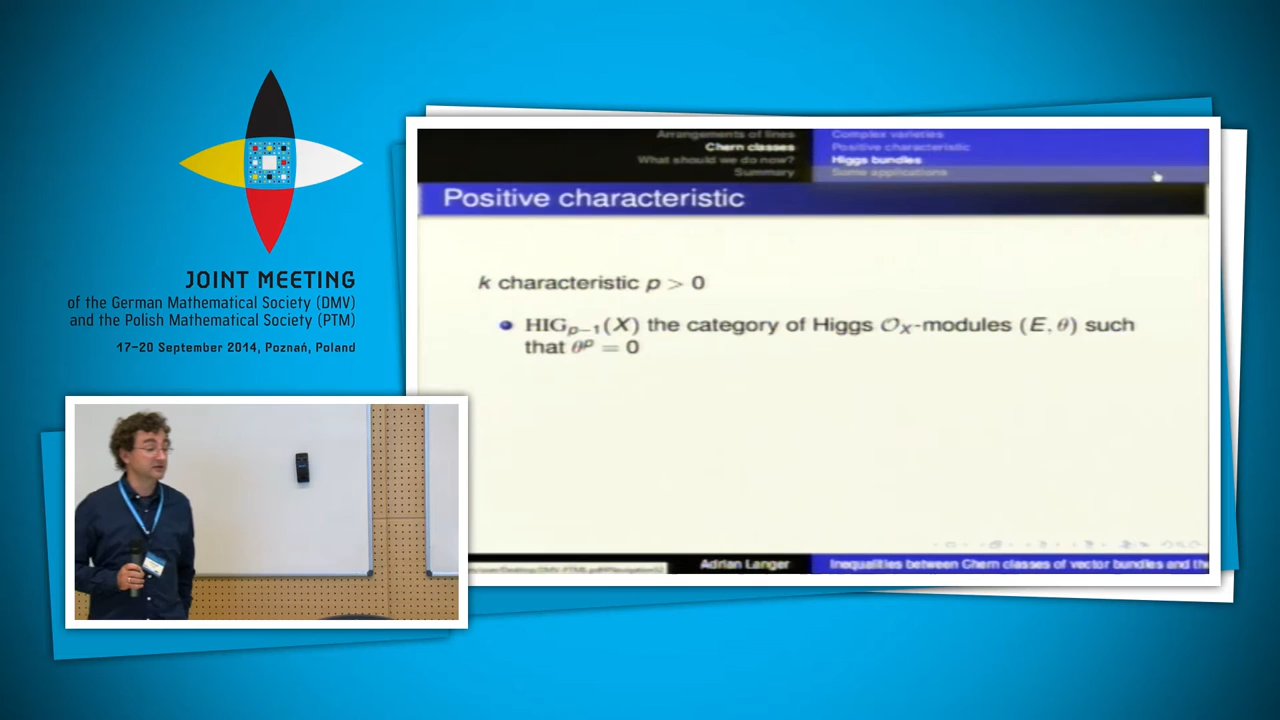 JOINT MEETING
of the German Mathematical Society (DMV)
and the Polish Mathematical Society (PTM)
17–20 September 2014, Poznań, Poland
Arrangements of lines
Chern classes
What should we do now?
Summary
Complex varieties
Positive characteristic
Higgs bundles
Some applications
Positive characteristic
k characteristic p > 0
HIGₚ₋₁(X) the category of Higgs 𝒪ₓ-modules (E, θ) such
that θᵖ = 0
Adrian Langer
Inequalities between Chern classes of vector bundles and